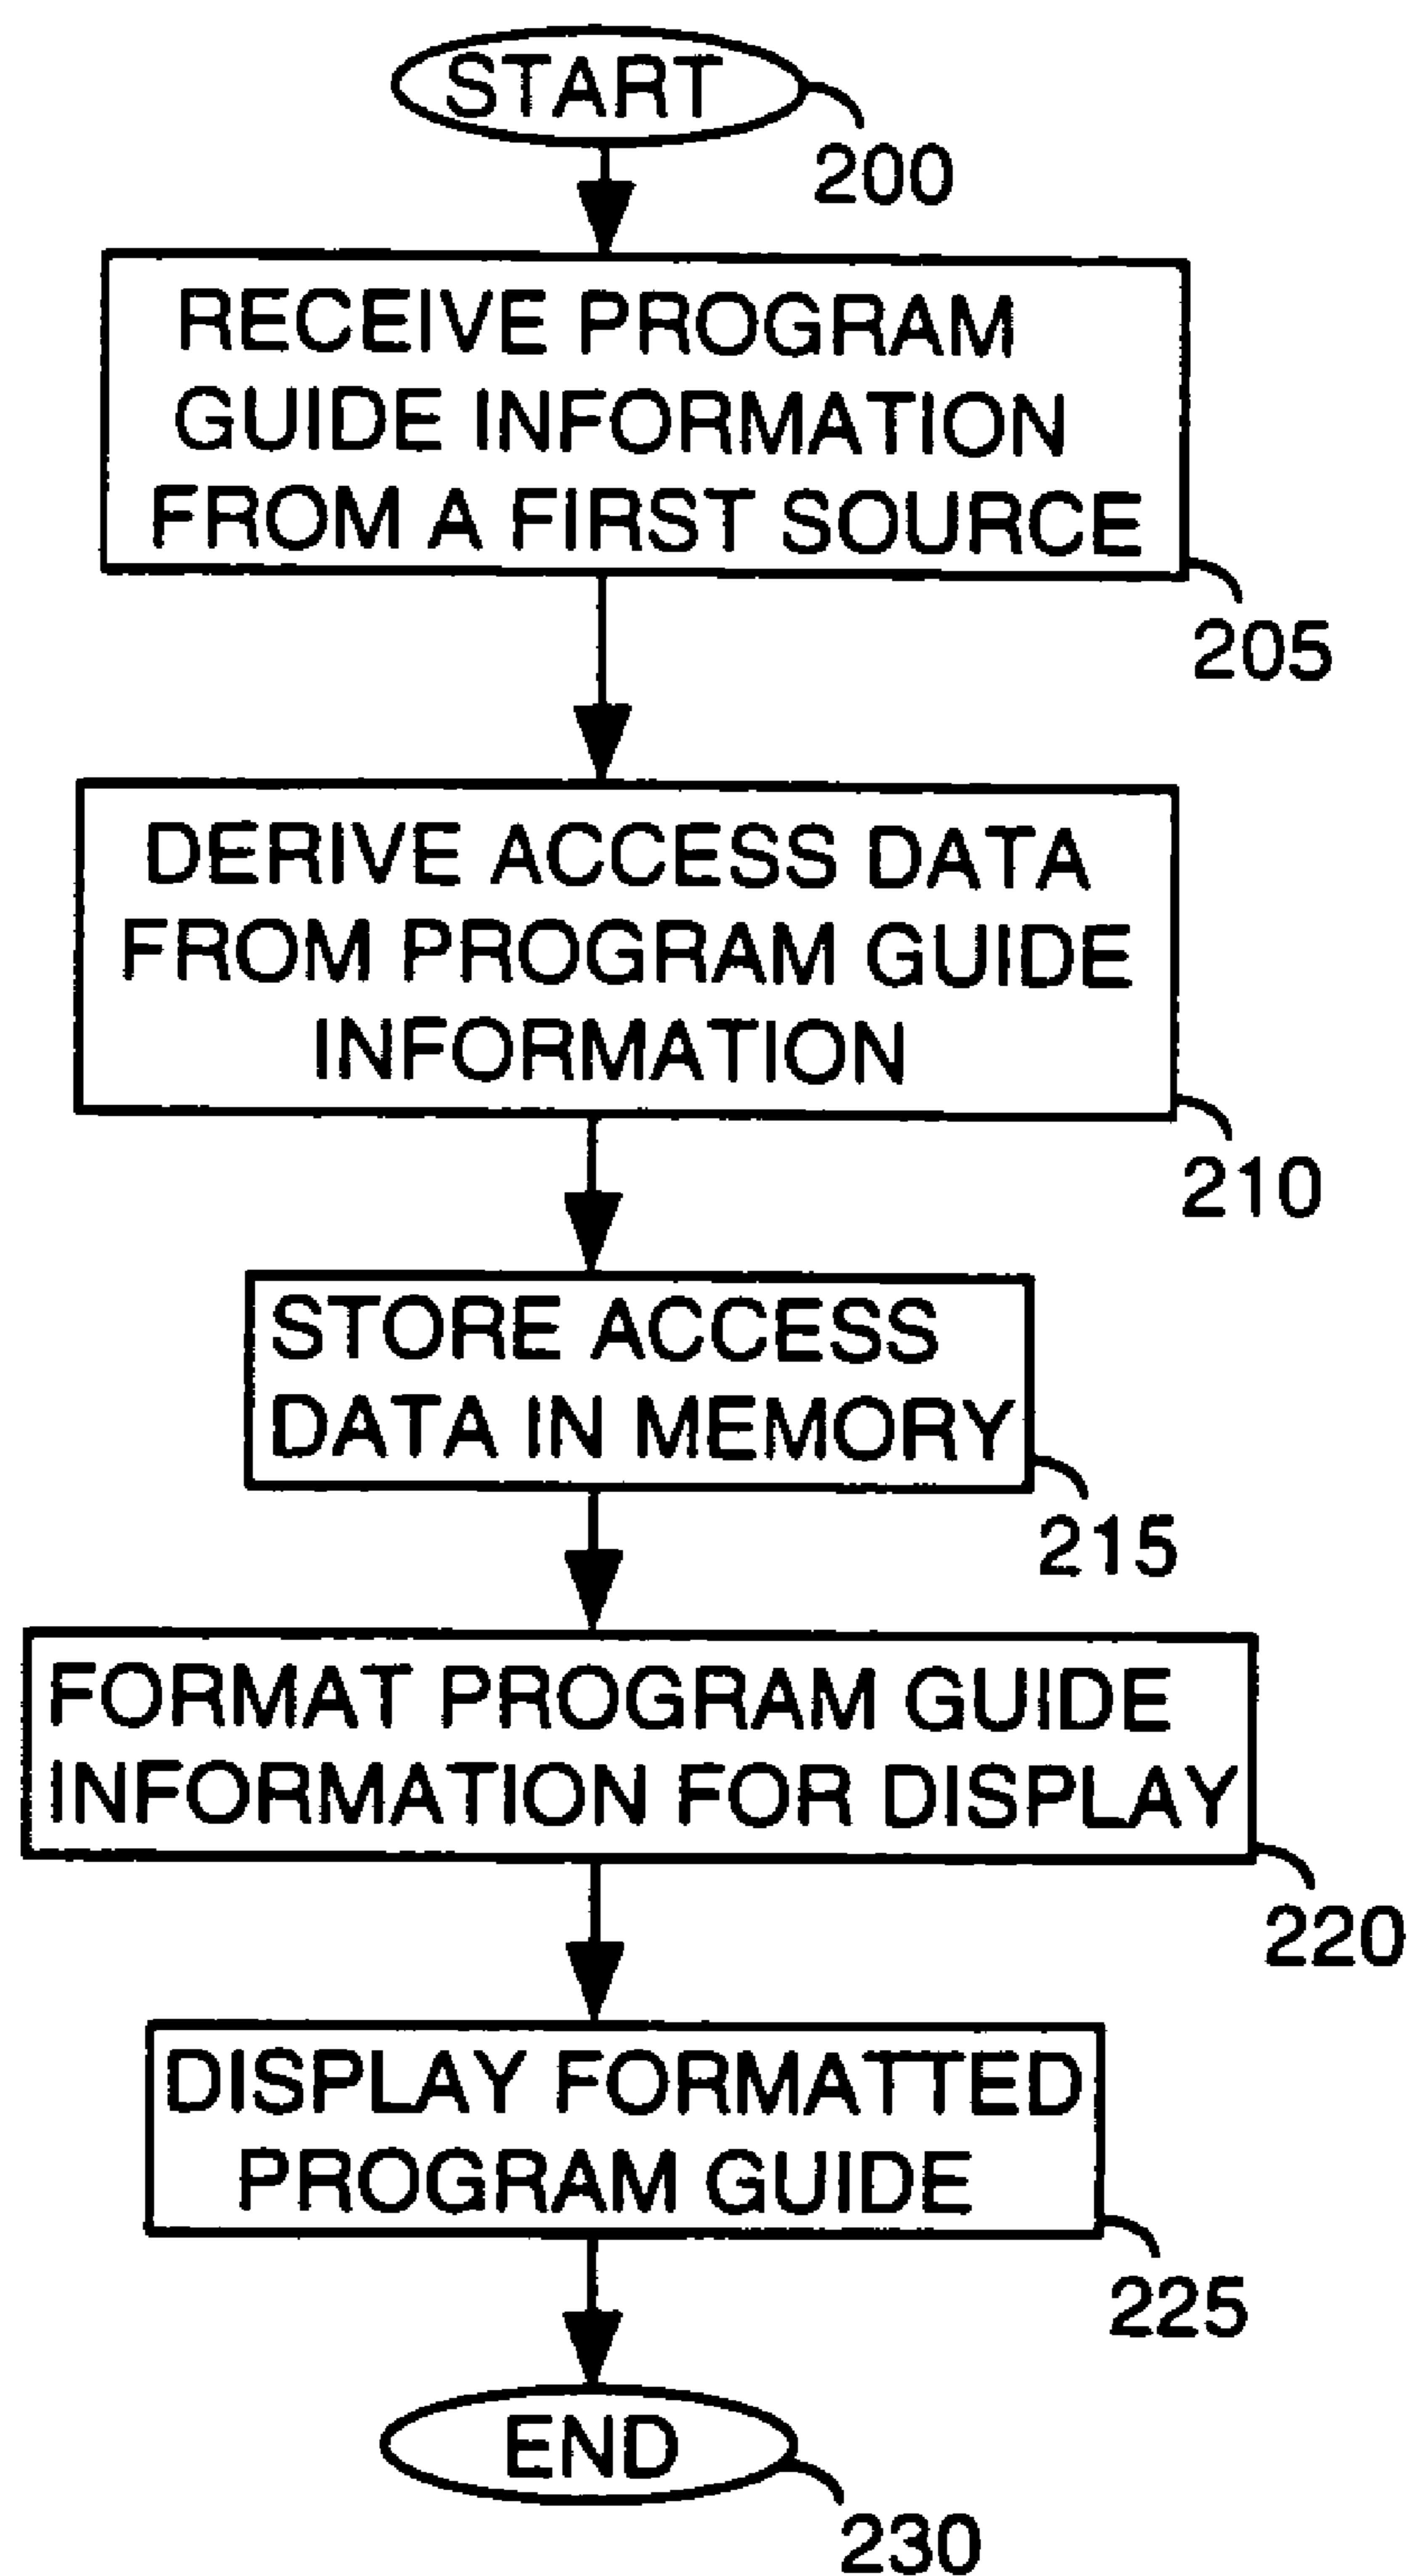 START
200
RECEIVE PROGRAM
GUIDE INFORMATION
FROM A FIRST SOURCE
205
DERIVE ACCESS DATA
FROM PROGRAM GUIDE
INFORMATION
210
STORE ACCESS
DATA IN MEMORY
215
FORMAT PROGRAM GUIDE
INFORMATION FOR DISPLAY
220
DISPLAY FORMATTED
PROGRAM GUIDE
225
END
230